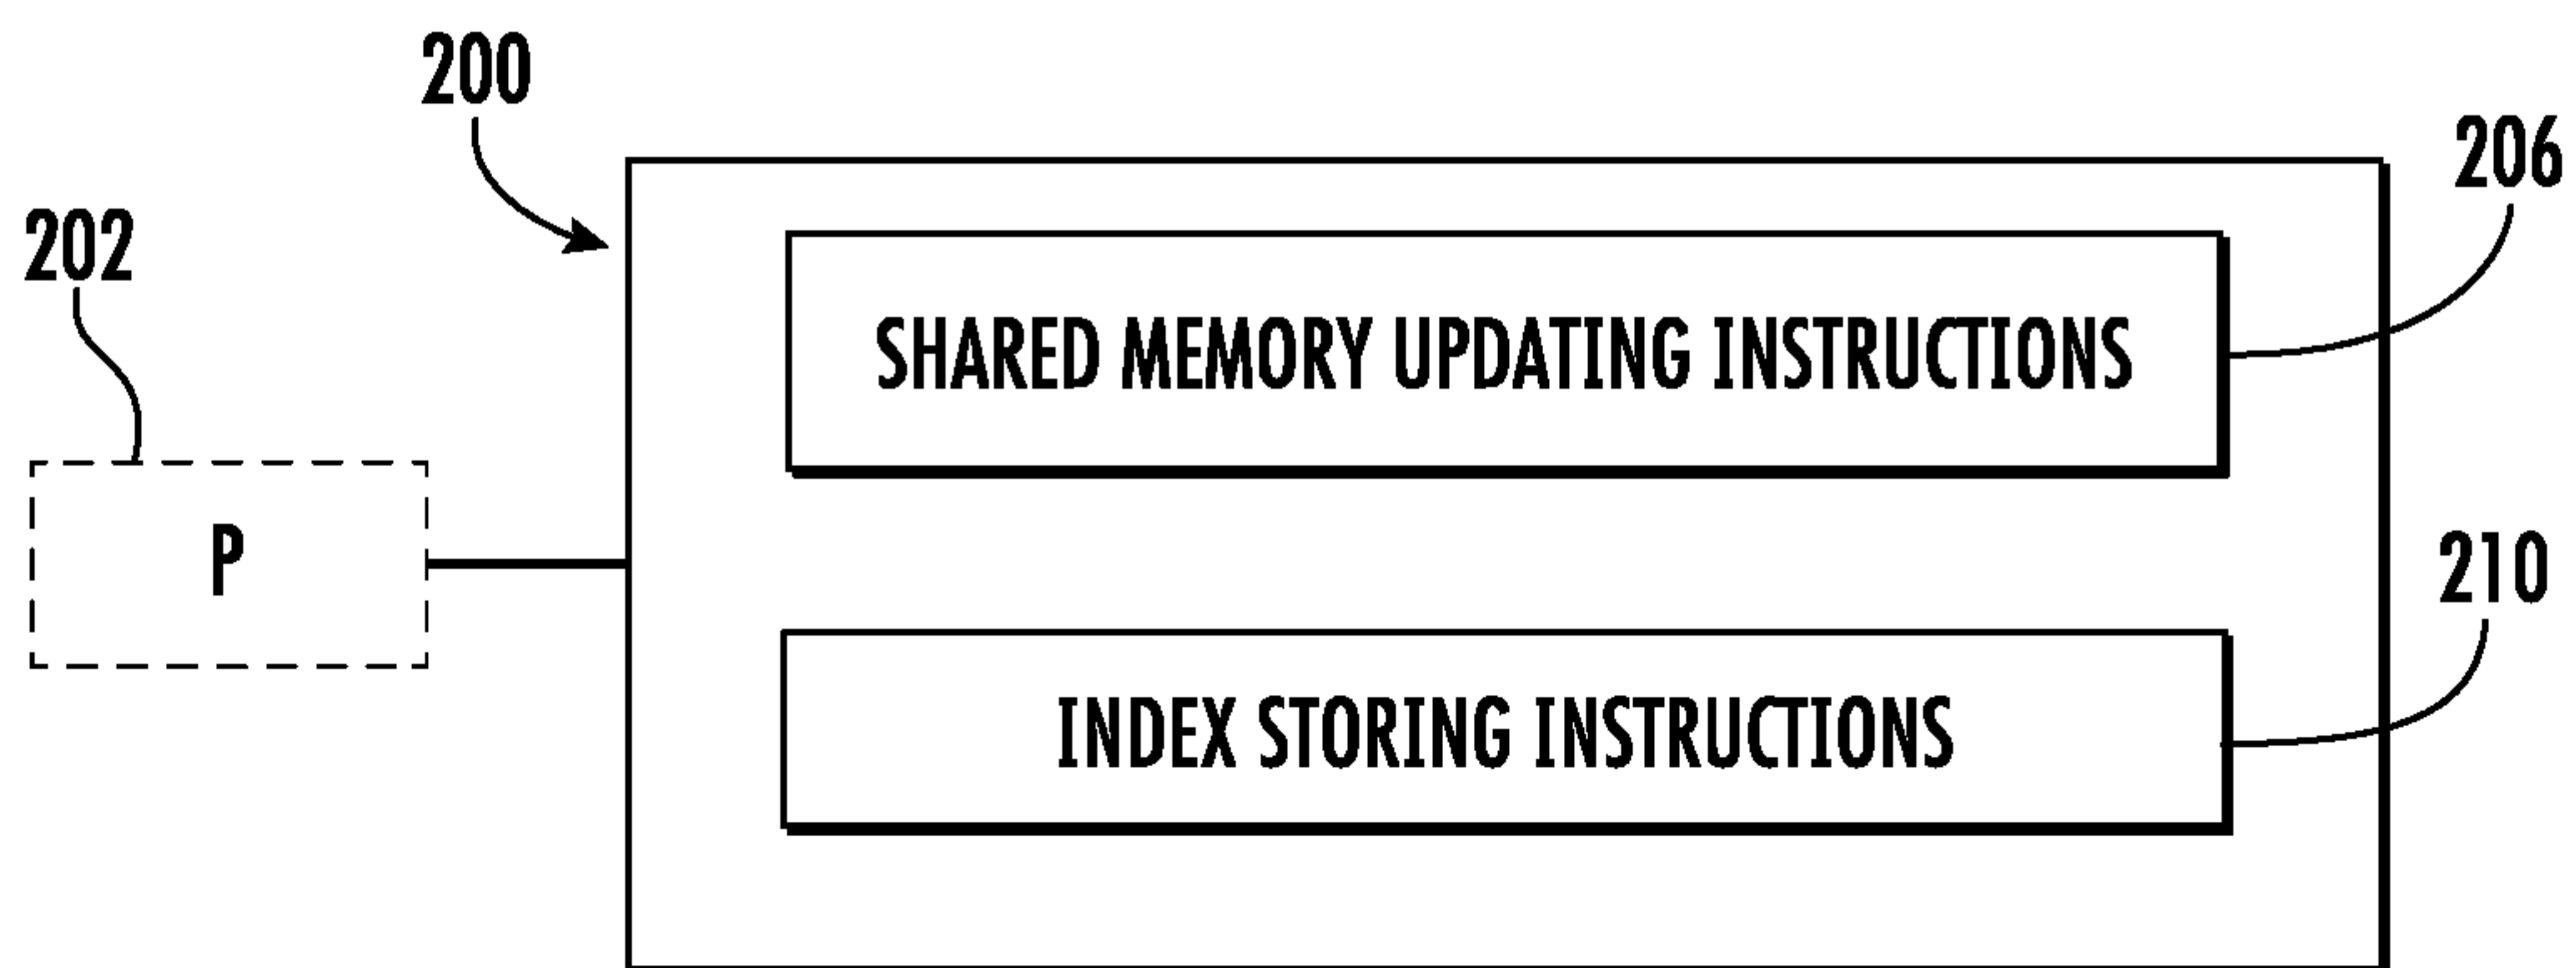 200
206
202
SHARED MEMORY UPDATING INSTRUCTIONS
P
210
INDEX STORING INSTRUCTIONS